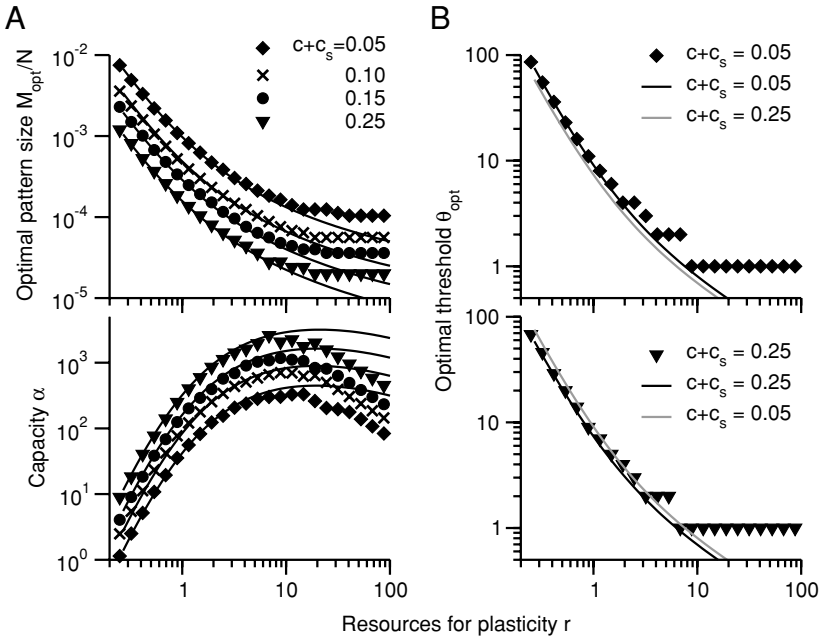 A
Optimal pattern size M_opt/N
10^-2
10^-3
10^-4
10^-5
c+c_s=0.05
0.10
0.15
0.25
Capacity α
10^3
10^2
10^1
10^0
1
10
100
B
Optimal threshold θ_opt
100
10
1
c+c_s = 0.05
c+c_s = 0.05
c+c_s = 0.25
100
10
1
c+c_s = 0.25
c+c_s = 0.25
c+c_s = 0.05
1
10
100
Resources for plasticity r